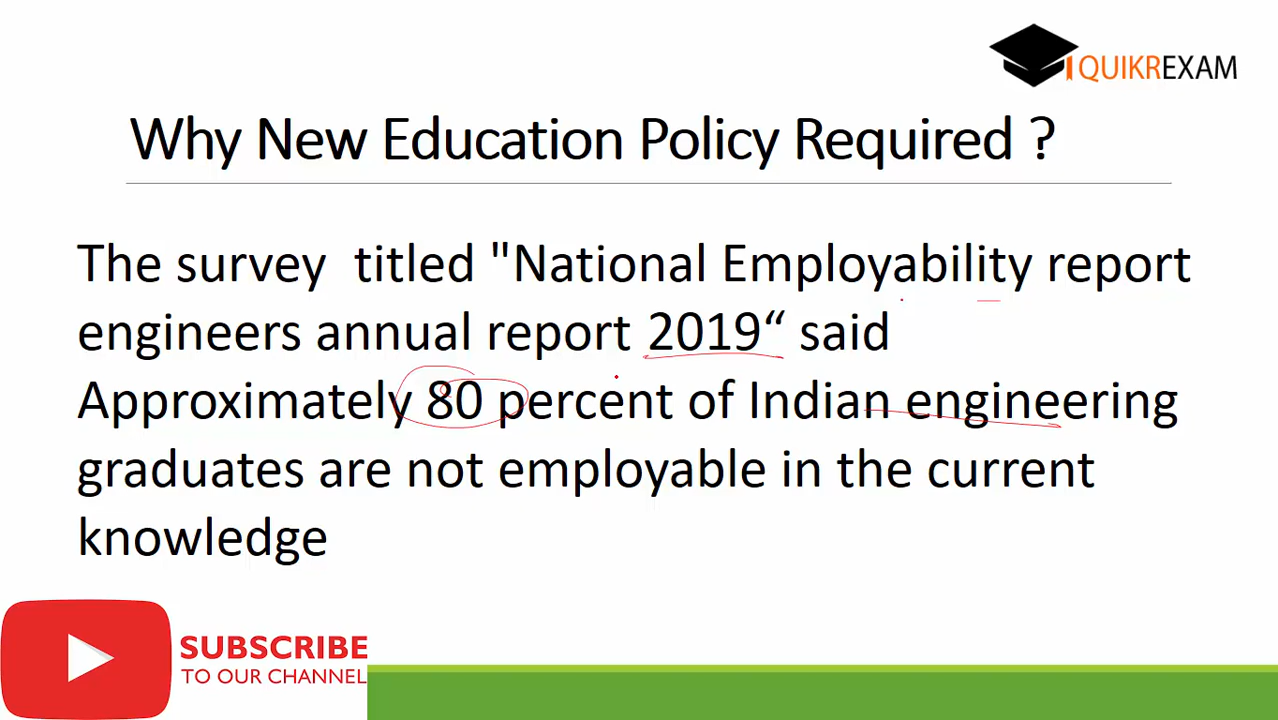 QUIKREXAM
Why New Education Policy Required ?
The survey titled "National Employability report
engineers annual report 2019“ said
Approximately 80 percent of Indian engineering
graduates are not employable in the current
knowledge
SUBSCRIBE
TO OUR CHANNEL